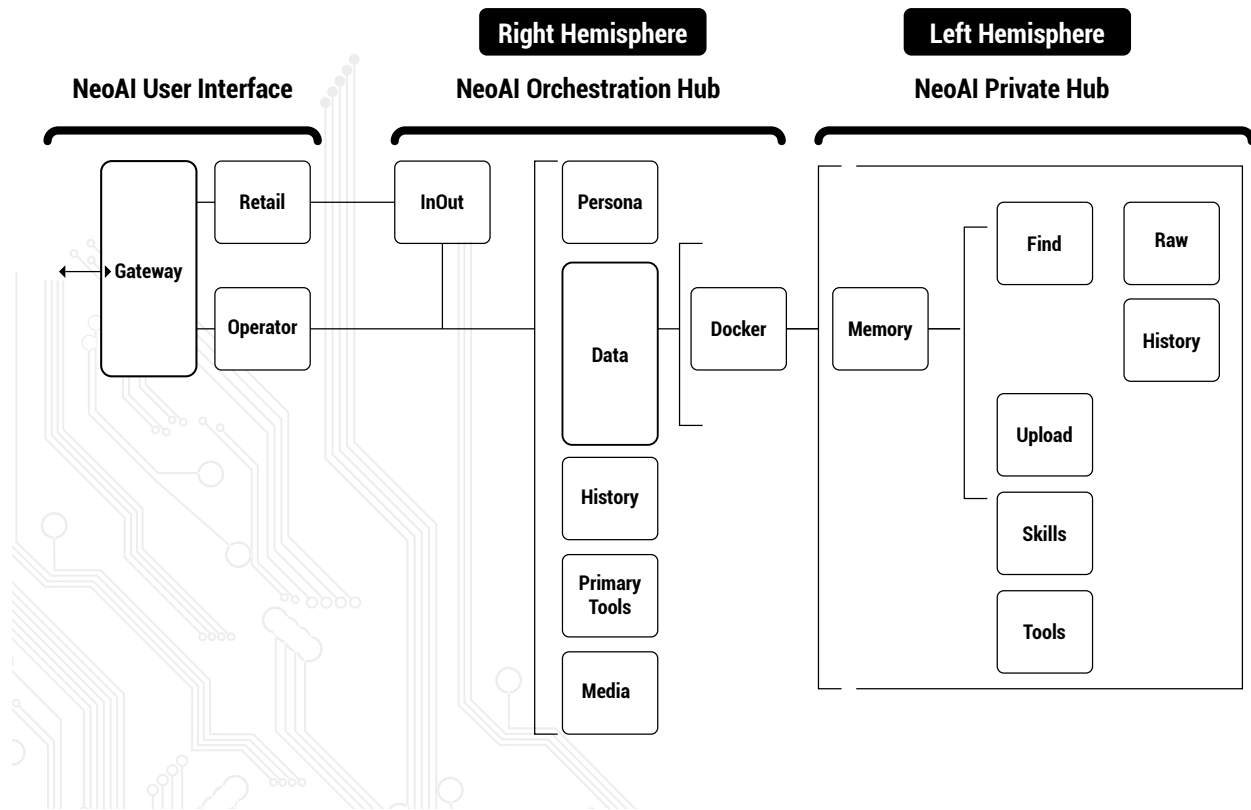 Right Hemisphere
Left Hemisphere
NeoAI User Interface
NeoAI Orchestration Hub
NeoAI Private Hub
Retail
InOut
Persona
Find
Raw
Gateway
Operator
Data
Docker
Memory
History
Upload
History
Skills
Primary
Tools
Tools
Media